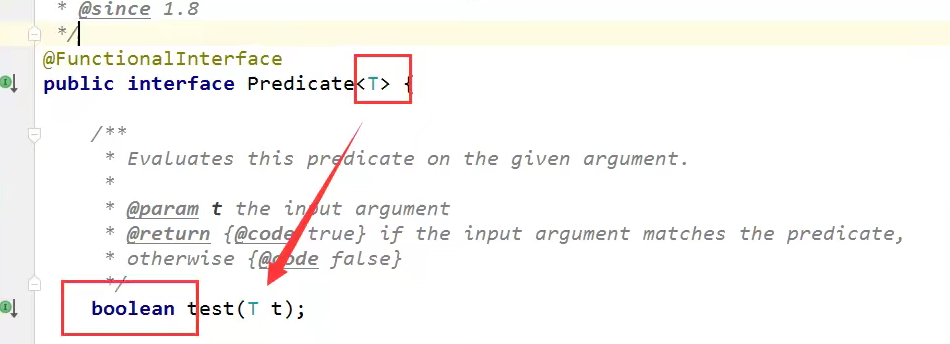 * @since 1.8
*/
@FunctionalInterface
public interface Predicate<T> {
/**
* Evaluates this predicate on the given argument.
*
* @param t the input argument
* @return {@code true} if the input argument matches the predicate,
* otherwise {@code false}
*/
boolean test(T t);